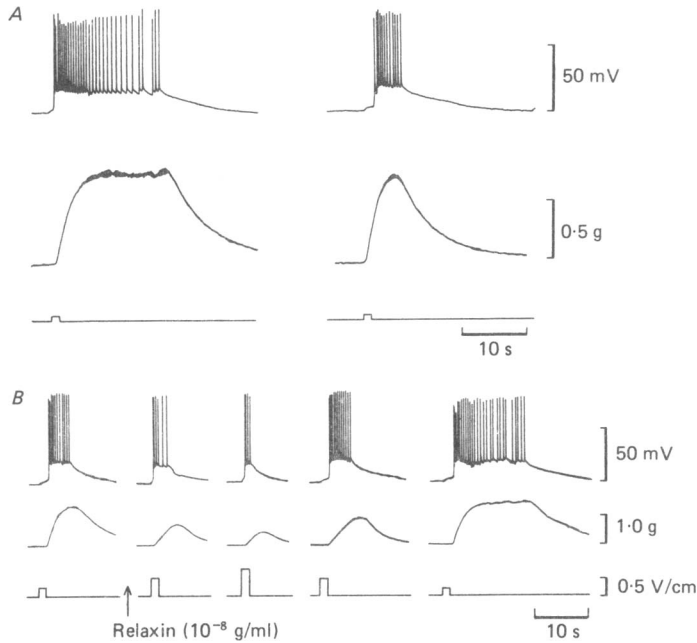 A
50 mV
0·5 g
10 s
B
50 mV
1·0 g
0·5 V/cm
Relaxin (10⁻⁸ g/ml)
10 s